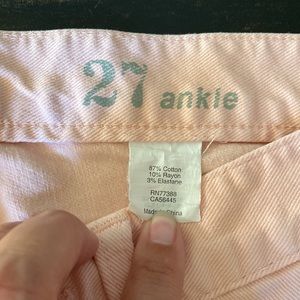 27 ankle
87% Cotton
10% Rayon
3% Elastane
RN77388
CA56445
Made in China